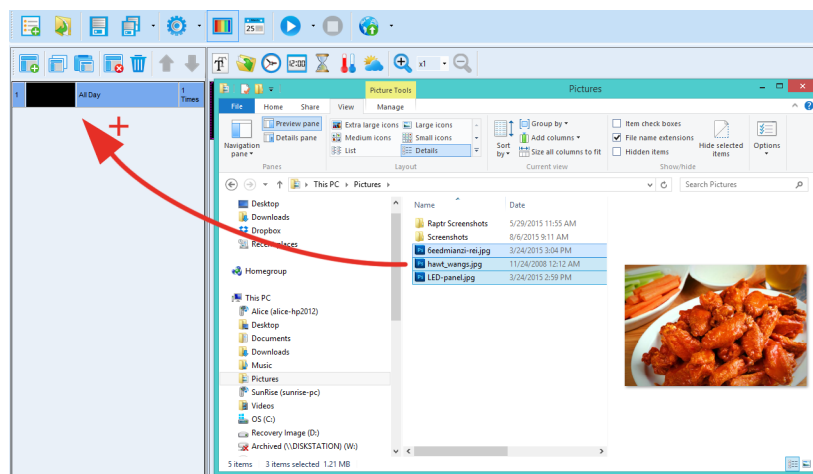 25
12:00
x1
1
All Day
1
Times
Picture Tools
Pictures
File
Home
Share
View
Manage
Navigation
pane
Preview pane
Details pane
Panes
Extra large icons
Large icons
Medium icons
Small icons
List
Details
Layout
Sort
by
Group by
Add columns
Size all columns to fit
Current view
Item check boxes
File name extensions
Hidden items
Hide selected
items
Show/hide
Options
This PC
Pictures
Search Pictures
Desktop
Downloads
Dropbox
Recent places
Homegroup
This PC
Alice (alice-hp2012)
Desktop
Documents
Downloads
Music
Pictures
SunRise (sunrise-pc)
Videos
OS (C:)
Recovery Image (D:)
Archived (\\DISKSTATION) (W:)
Name
Date
Raptr Screenshots
5/29/2015 11:55 AM
Screenshots
8/6/2015 9:11 AM
6eedmianzi-rei.jpg
3/24/2015 3:04 PM
hawt_wangs.jpg
11/24/2008 12:12 AM
LED-panel.jpg
3/24/2015 2:59 PM
5 items
3 items selected 1.21 MB